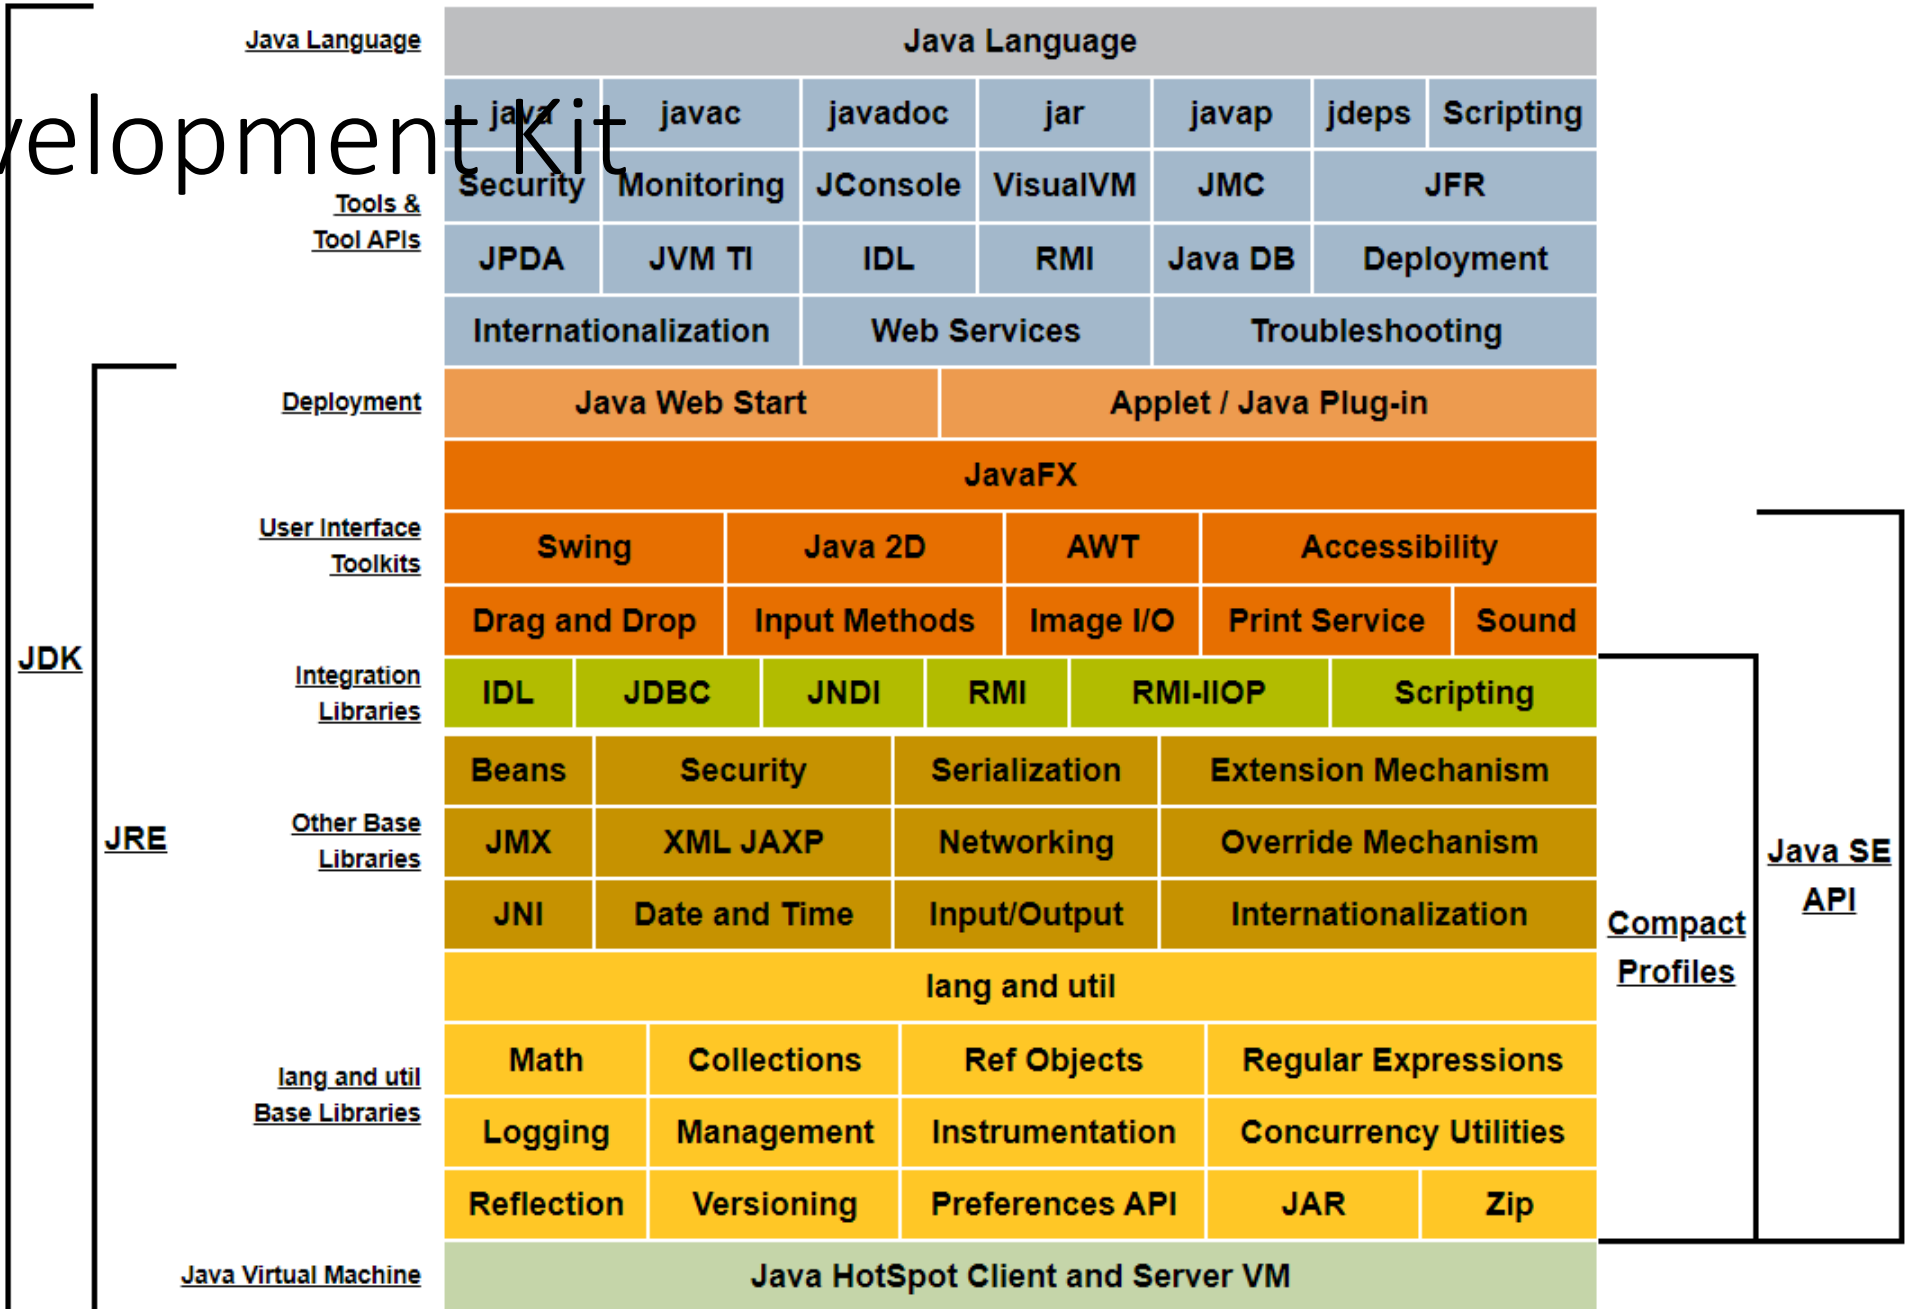 Java Language
Java Language
java javac javadoc jar javap jdeps Scripting
velopment Kit
Security Monitoring JConsole VisualVM JMC JFR
Tools &
Tool APIs
JPDA JVM TI IDL RMI Java DB Deployment
Internationalization Web Services Troubleshooting
Deployment
Java Web Start Applet / Java Plug-in
JavaFX
User Interface
Toolkits
Swing Java 2D AWT Accessibility
Drag and Drop Input Methods Image I/O Print Service Sound
JDK
Integration
Libraries
IDL JDBC JNDI RMI RMI-IIOP Scripting
Beans Security Serialization Extension Mechanism
JRE
Other Base
Libraries
JMX XML JAXP Networking Override Mechanism
Java SE
API
JNI Date and Time Input/Output Internationalization
Compact
Profiles
lang and util
Math Collections Ref Objects Regular Expressions
lang and util
Base Libraries
Logging Management Instrumentation Concurrency Utilities
Reflection Versioning Preferences API JAR Zip
Java Virtual Machine
Java HotSpot Client and Server VM